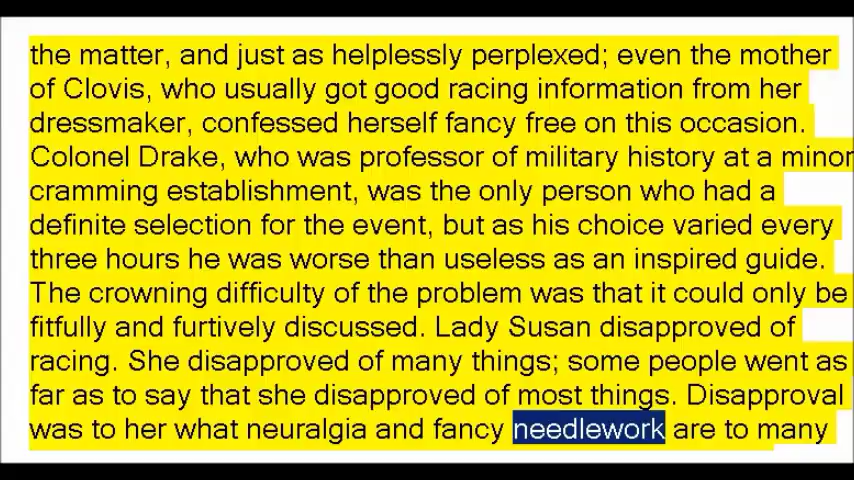 the matter, and just as helplessly perplexed; even the mother
of Clovis, who usually got good racing information from her
dressmaker, confessed herself fancy free on this occasion.
Colonel Drake, who was professor of military history at a minor
cramming establishment, was the only person who had a
definite selection for the event, but as his choice varied every
three hours he was worse than useless as an inspired guide.
The crowning difficulty of the problem was that it could only be
fitfully and furtively discussed. Lady Susan disapproved of
racing. She disapproved of many things; some people went as
far as to say that she disapproved of most things. Disapproval
was to her what neuralgia and fancy needlework are to many